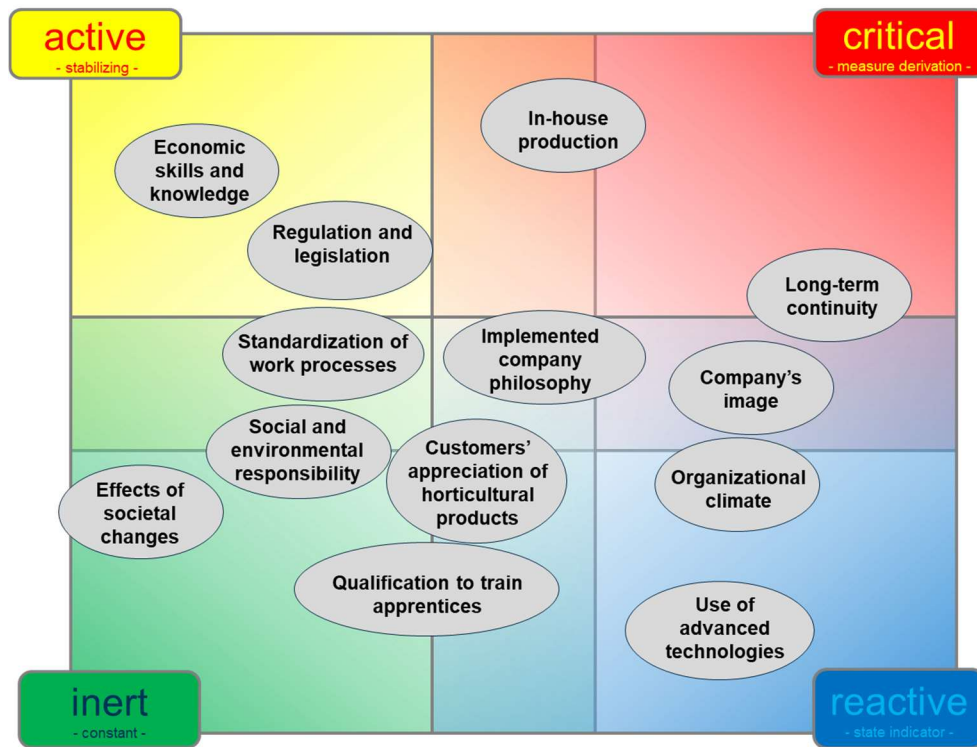 active
- stabilizing -
critical
- measure derivation -
In-house
production
Economic
skills and
knowledge
Regulation and
legislation
Long-term
continuity
Standardization of
work processes
Implemented
company
philosophy
Company’s
image
Social and
environmental
responsibility
Customers’
appreciation of
horticultural
products
Organizational
climate
Effects of
societal
changes
Qualification to train
apprentices
Use of
advanced
technologies
inert
- constant -
reactive
- state indicator -